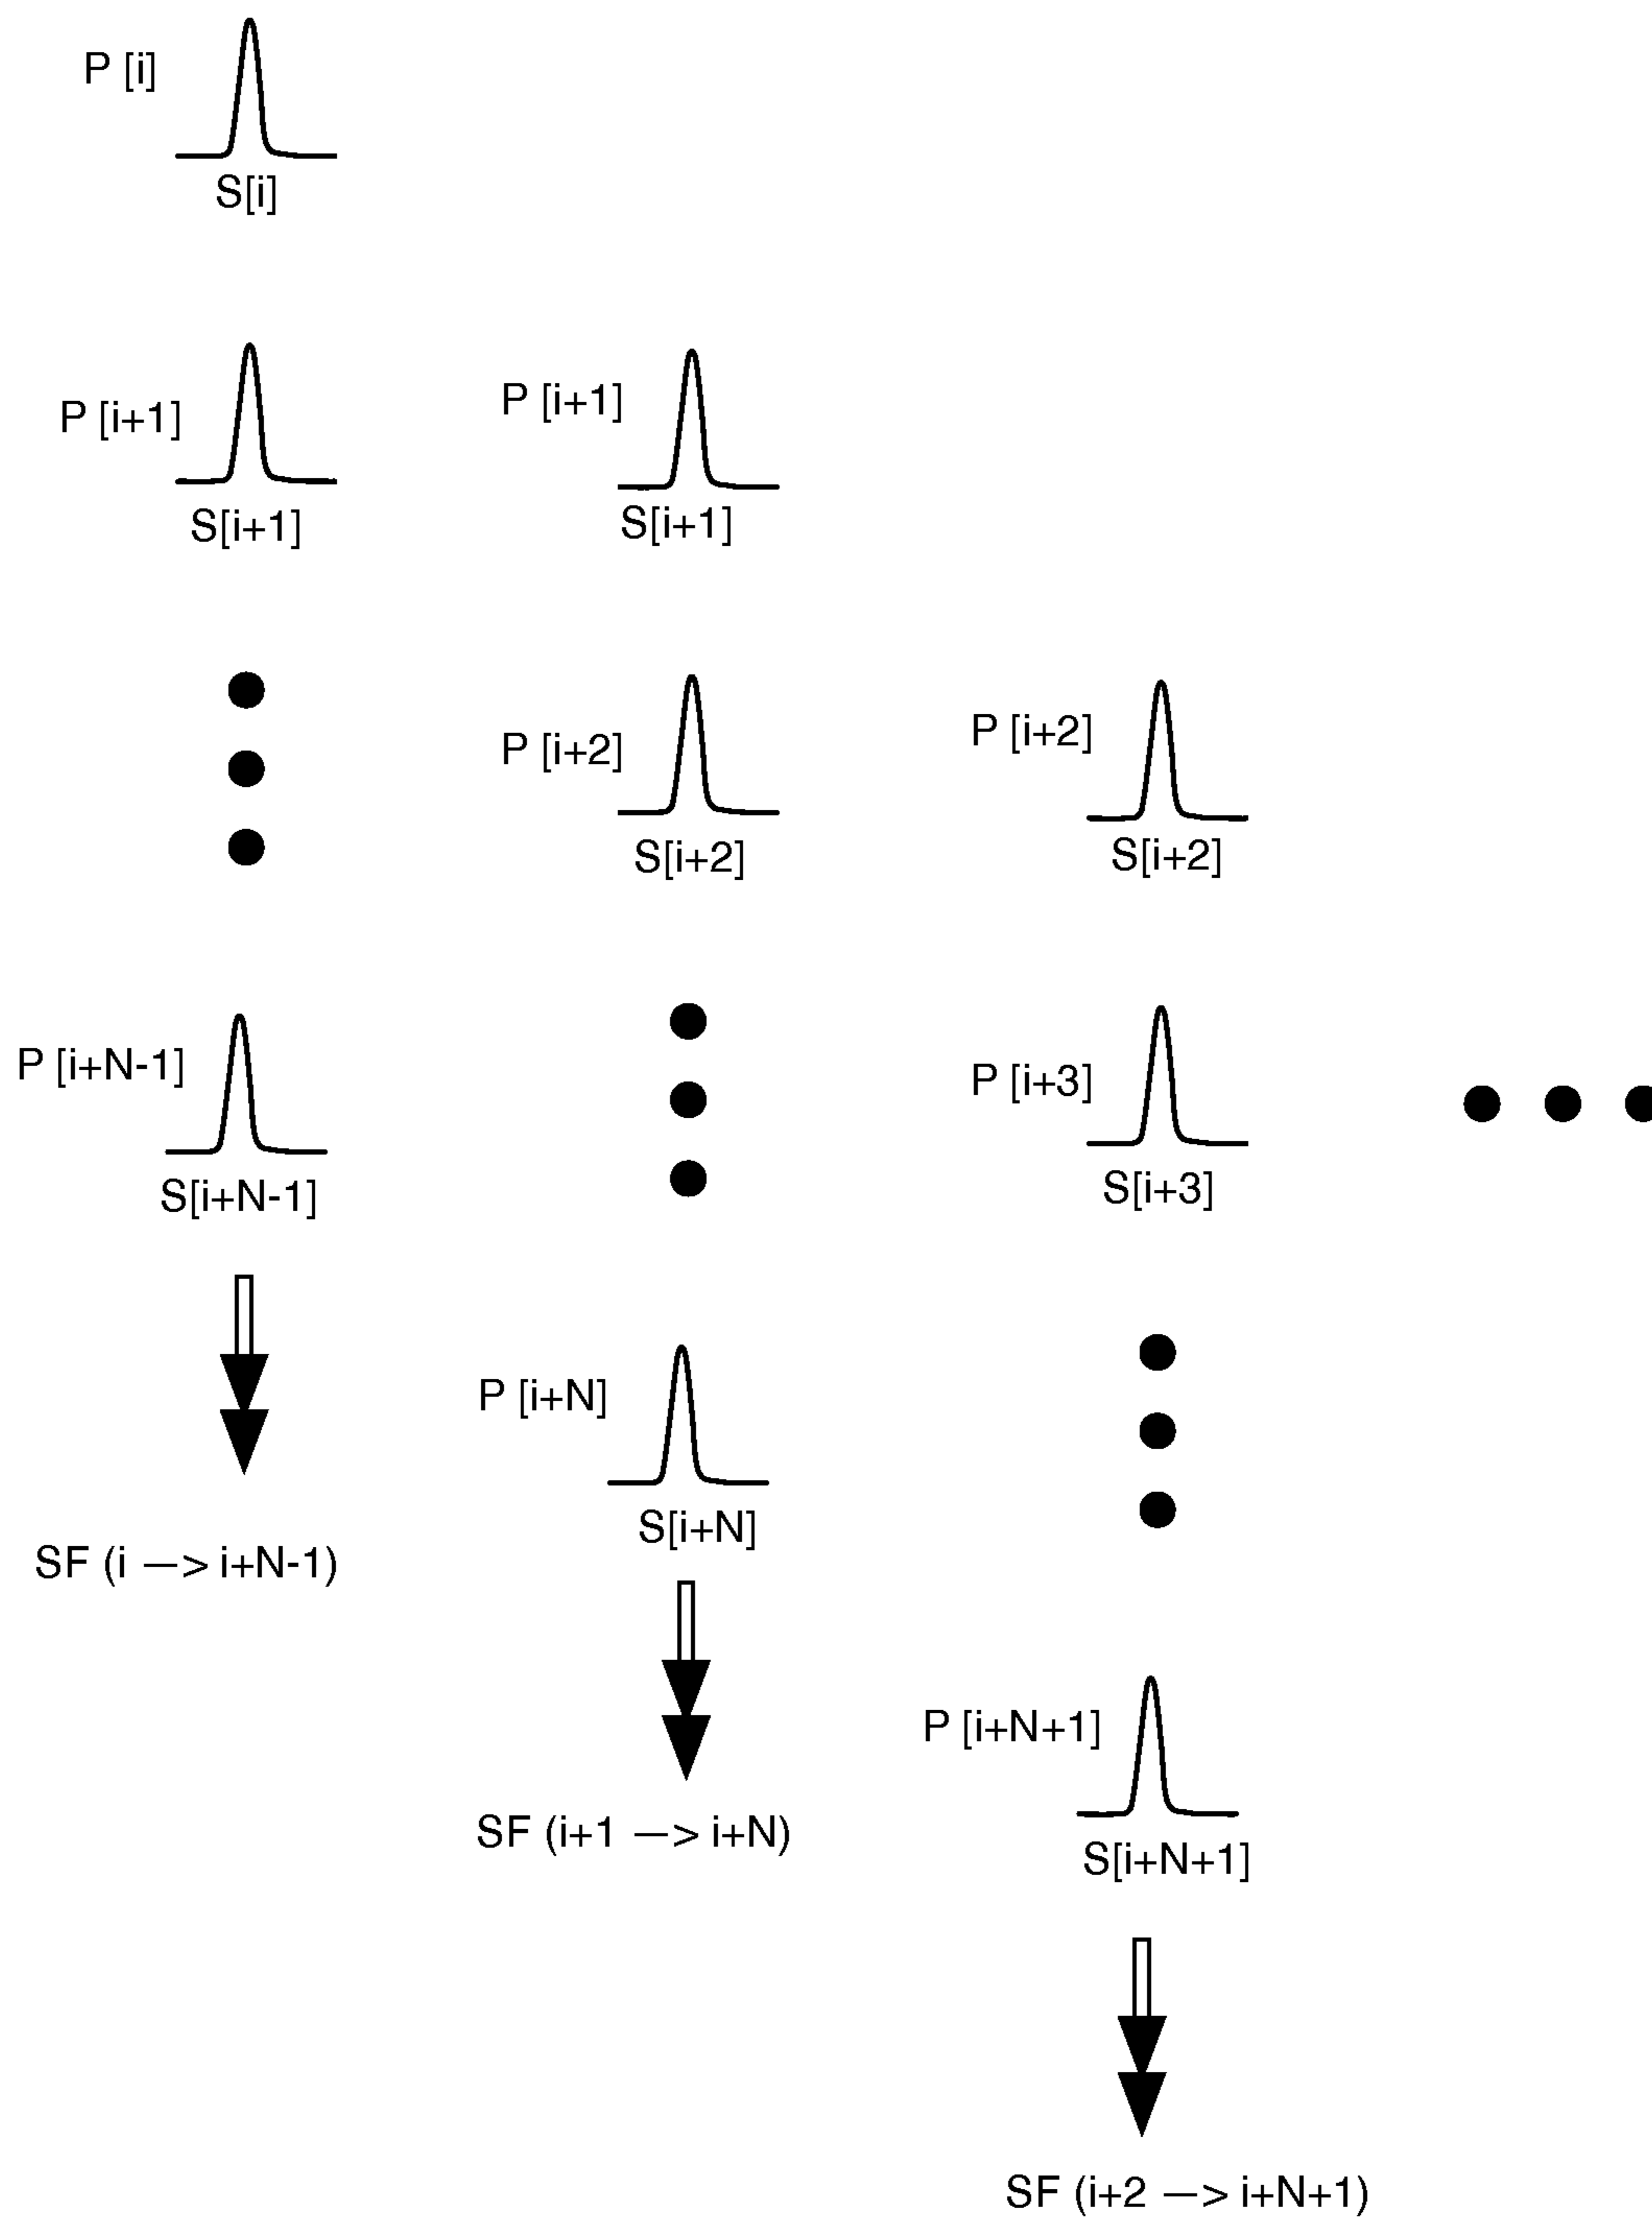 P [i]
S[i]
P [i+1]
S[i+1]
P [i+N-1]
S[i+N-1]
SF (i —> i+N-1)
P [i+1]
S[i+1]
P [i+2]
S[i+2]
P [i+N]
S[i+N]
SF (i+1 —> i+N)
P [i+2]
S[i+2]
P [i+3]
S[i+3]
P [i+N+1]
S[i+N+1]
SF (i+2 —> i+N+1)